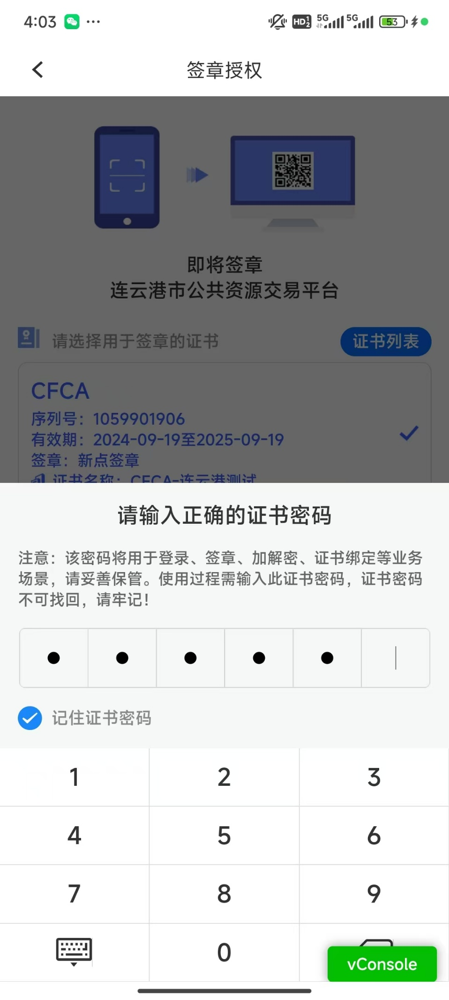 4:03
HD 1 2 5G 5G 53
签章授权
即将签章
连云港市公共资源交易平台
请选择用于签章的证书
证书列表
CFCA
序列号：1059901906
有效期：2024-09-19至2025-09-19
签章：新点签章
证书名称：CFCA-连云港测试
请输入正确的证书密码
注意：该密码将用于登录、签章、加解密、证书绑定等业务
场景，请妥善保管。使用过程需输入此证书密码，证书密码
不可找回，请牢记！
记住证书密码
1 2 3
4 5 6
7 8 9
0
vConsole